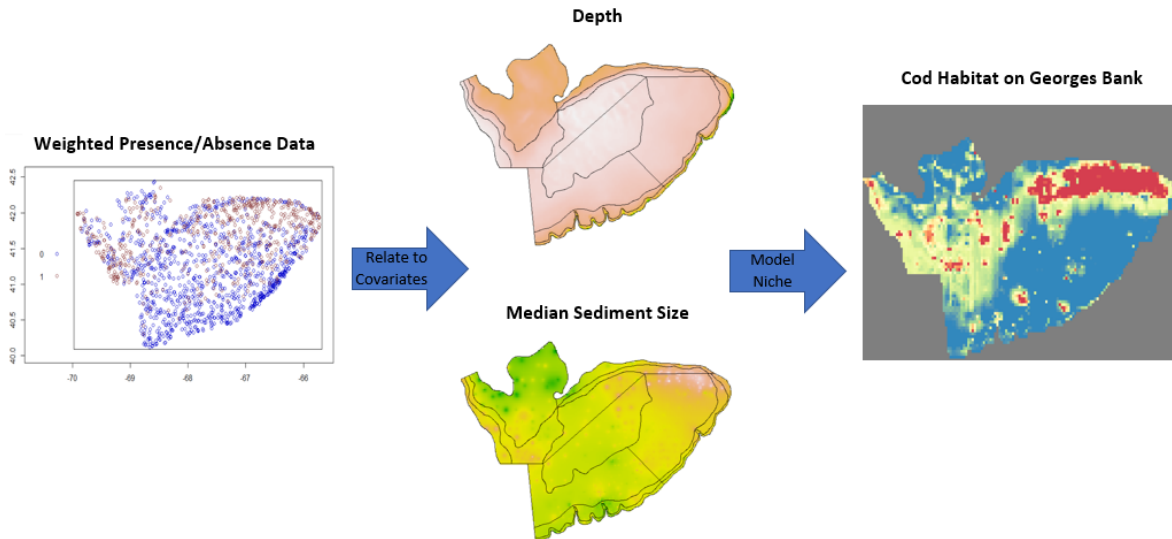 Depth
Cod Habitat on Georges Bank
Weighted Presence/Absence Data
42.5
42.0
41.5
41.0
40.5
40.0
0
1
-70
-69
-68
-67
-66
Relate to
Covariates
Model
Niche
Median Sediment Size